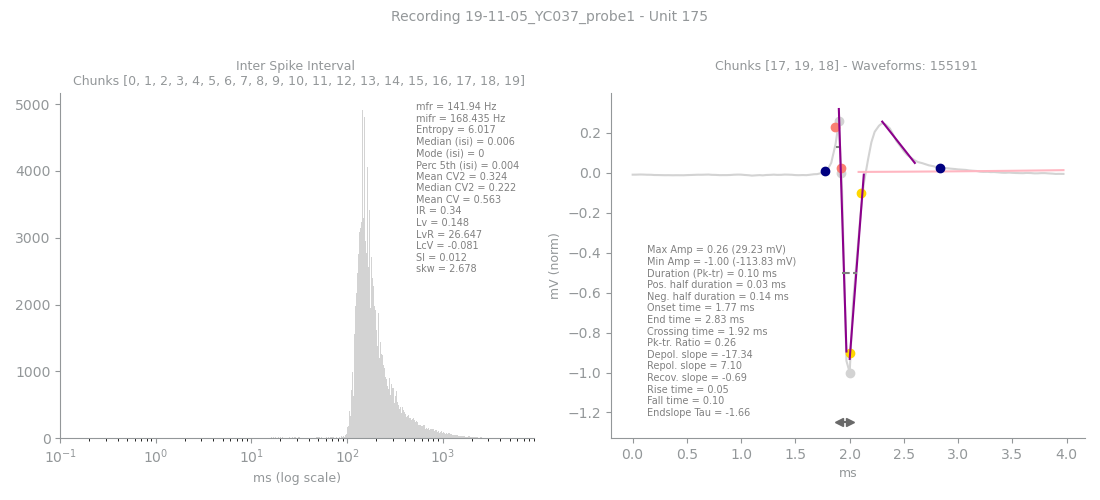 Recording 19-11-05_YC037_probe1 - Unit 175
Inter Spike Interval
Chunks [0, 1, 2, 3, 4, 5, 6, 7, 8, 9, 10, 11, 12, 13, 14, 15, 16, 17, 18, 19]
5000
4000
3000
2000
1000
0
mfr = 141.94 Hz
mifr = 168.435 Hz
Entropy = 6.017
Median (isi) = 0.006
Mode (isi) = 0
Perc 5th (isi) = 0.004
Mean CV2 = 0.324
Median CV2 = 0.222
Mean CV = 0.563
IR = 0.34
Lv = 0.148
LvR = 26.647
LcV = -0.081
SI = 0.012
skw = 2.678
10⁻¹ 10⁰ 10¹ 10² 10³
ms (log scale)
Chunks [17, 19, 18] - Waveforms: 155191
mV (norm)
0.2
0.0
−0.2
−0.4
−0.6
−0.8
−1.0
−1.2
Max Amp = 0.26 (29.23 mV)
Min Amp = -1.00 (-113.83 mV)
Duration (Pk-tr) = 0.10 ms
Pos. half duration = 0.03 ms
Neg. half duration = 0.14 ms
Onset time = 1.77 ms
End time = 2.83 ms
Crossing time = 1.92 ms
Pk-tr. Ratio = 0.26
Depol. slope = -17.34
Repol. slope = 7.10
Recov. slope = -0.69
Rise time = 0.05
Fall time = 0.10
Endslope Tau = -1.66
0.0 0.5 1.0 1.5 2.0 2.5 3.0 3.5 4.0
ms